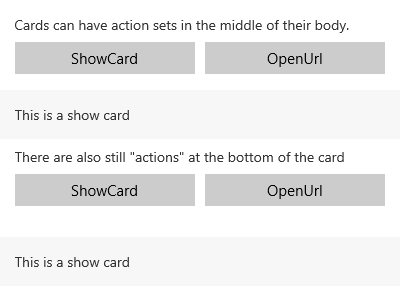 Cards can have action sets in the middle of their body.
ShowCard OpenUrl
This is a show card
There are also still "actions" at the bottom of the card
ShowCard OpenUrl
This is a show card